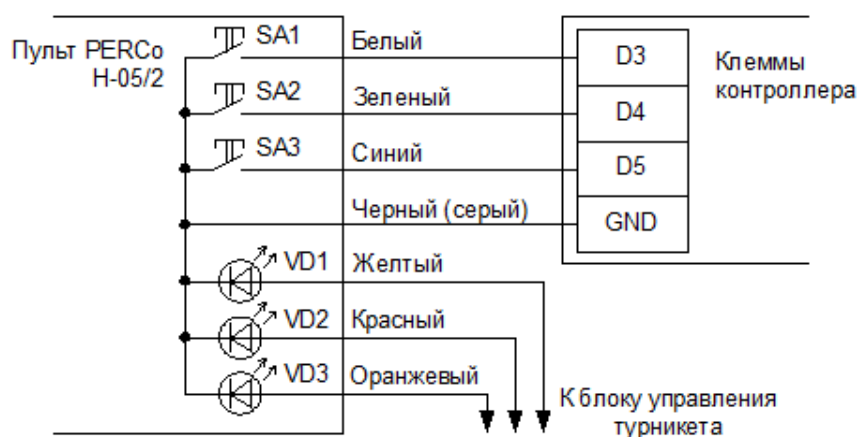 Пульт PERCo
H-05/2
SA1
Белый
D3
Клеммы
контроллера
SA2
Зеленый
D4
SA3
Синий
D5
Черный (серый)
GND
VD1
Желтый
VD2
Красный
VD3
Оранжевый
К блоку управления
турникета